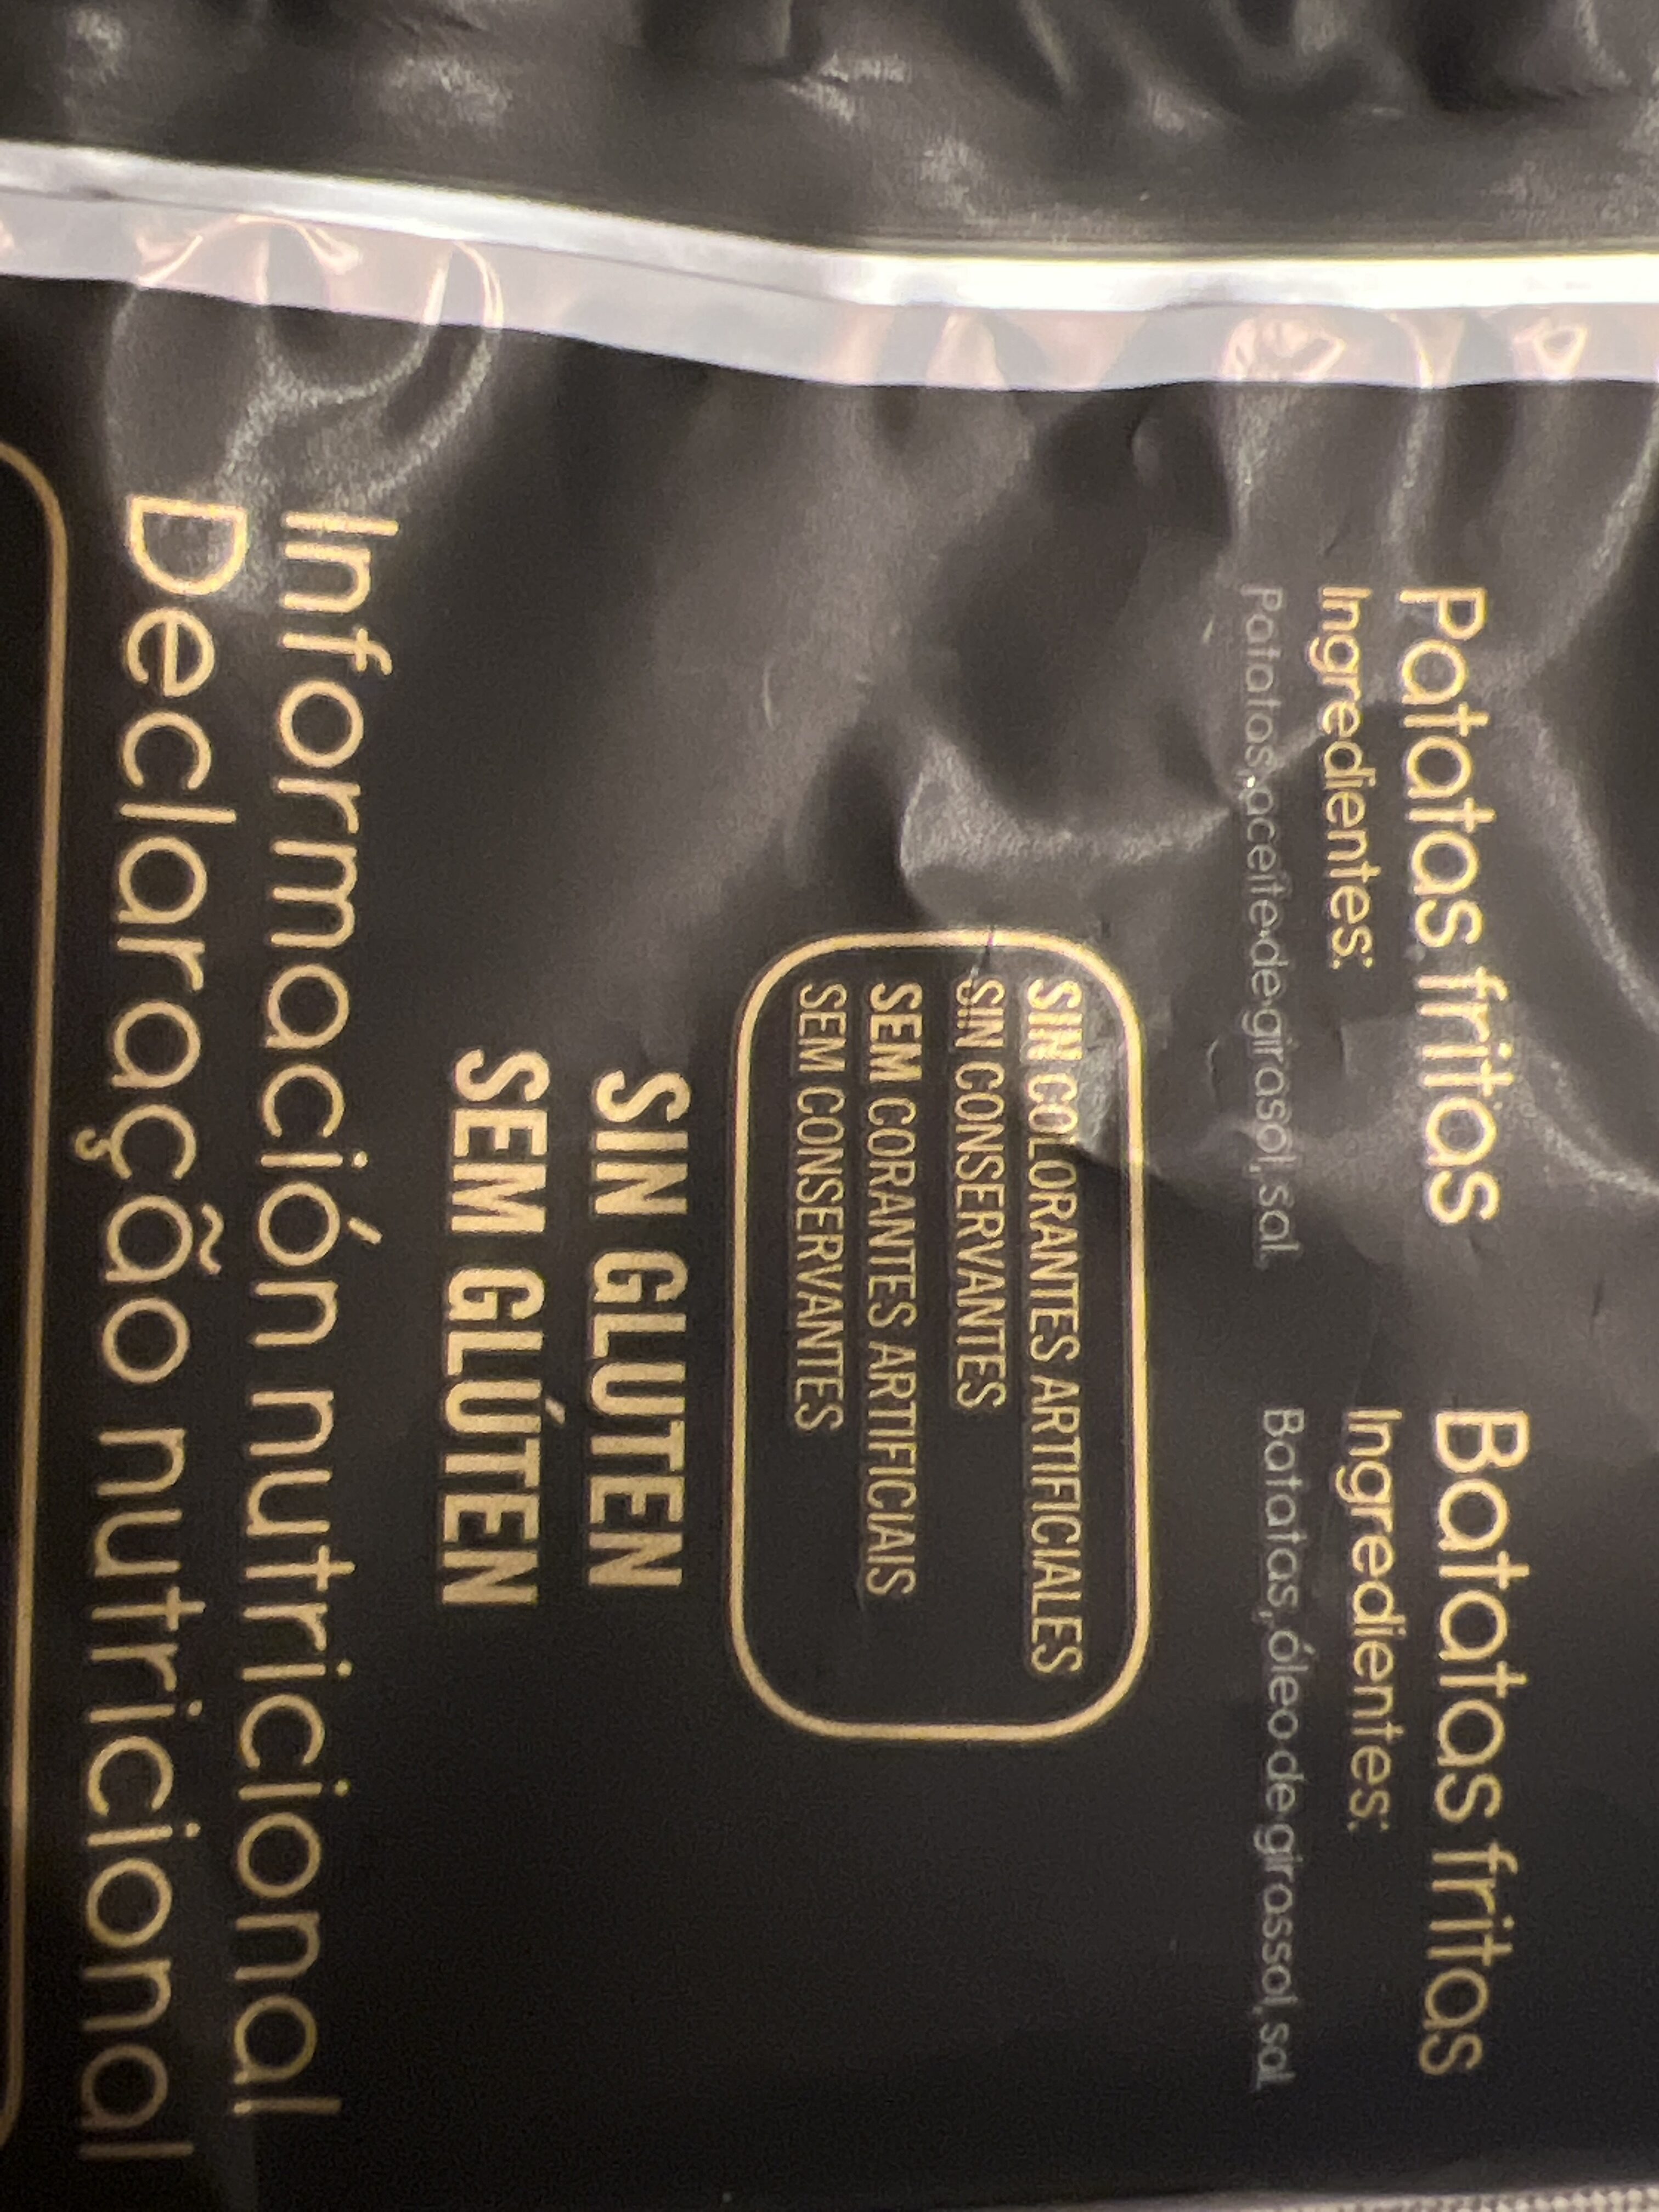 Patatas fritas
Ingredientes:
Patatas, aceite de girasol, sal.
Batatas fritas
Ingredientes:
Batatas, óleo de girassol, sal.
SIN COLORANTES ARTIFICIALES
SIN CONSERVANTES
SEM CORANTES ARTIFICIAIS
SEM CONSERVANTES
SIN GLUTEN
SEM GLÚTEN
Información nutricional
Declaração nutricional